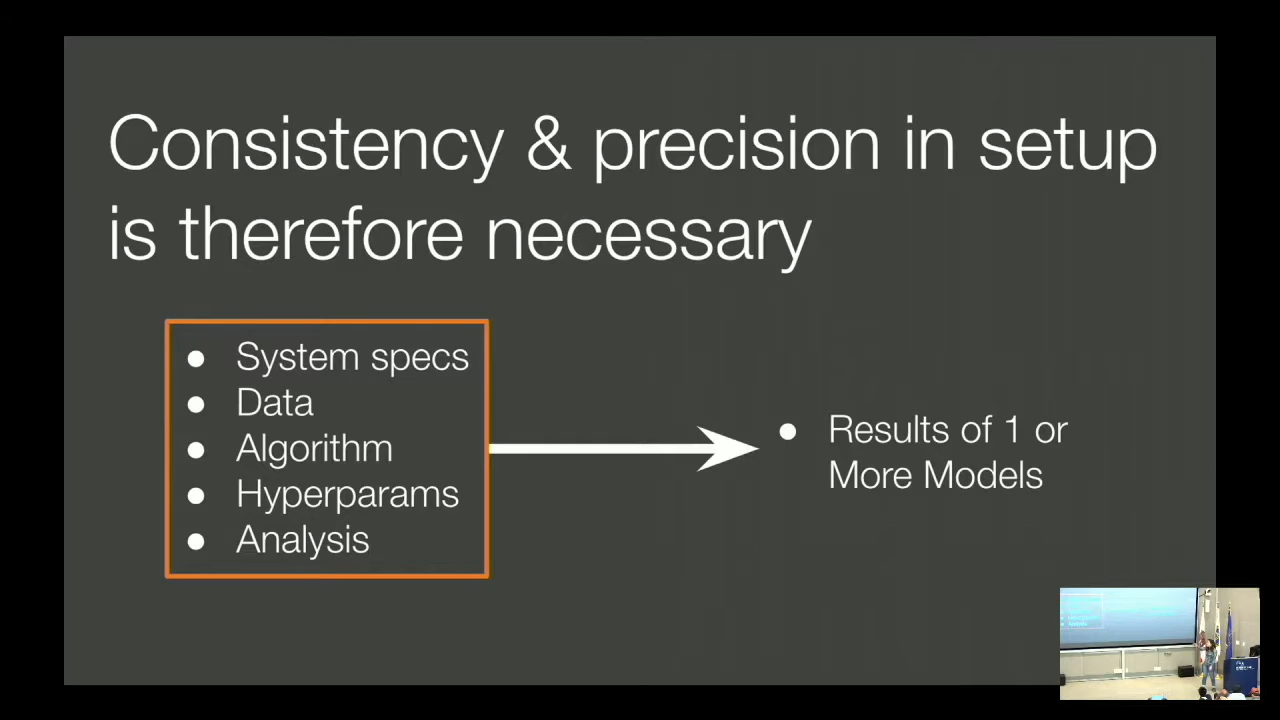 Consistency & precision in setup
is therefore necessary
● System specs
● Data
● Algorithm
● Hyperparams
● Analysis
● Results of 1 or
More Models